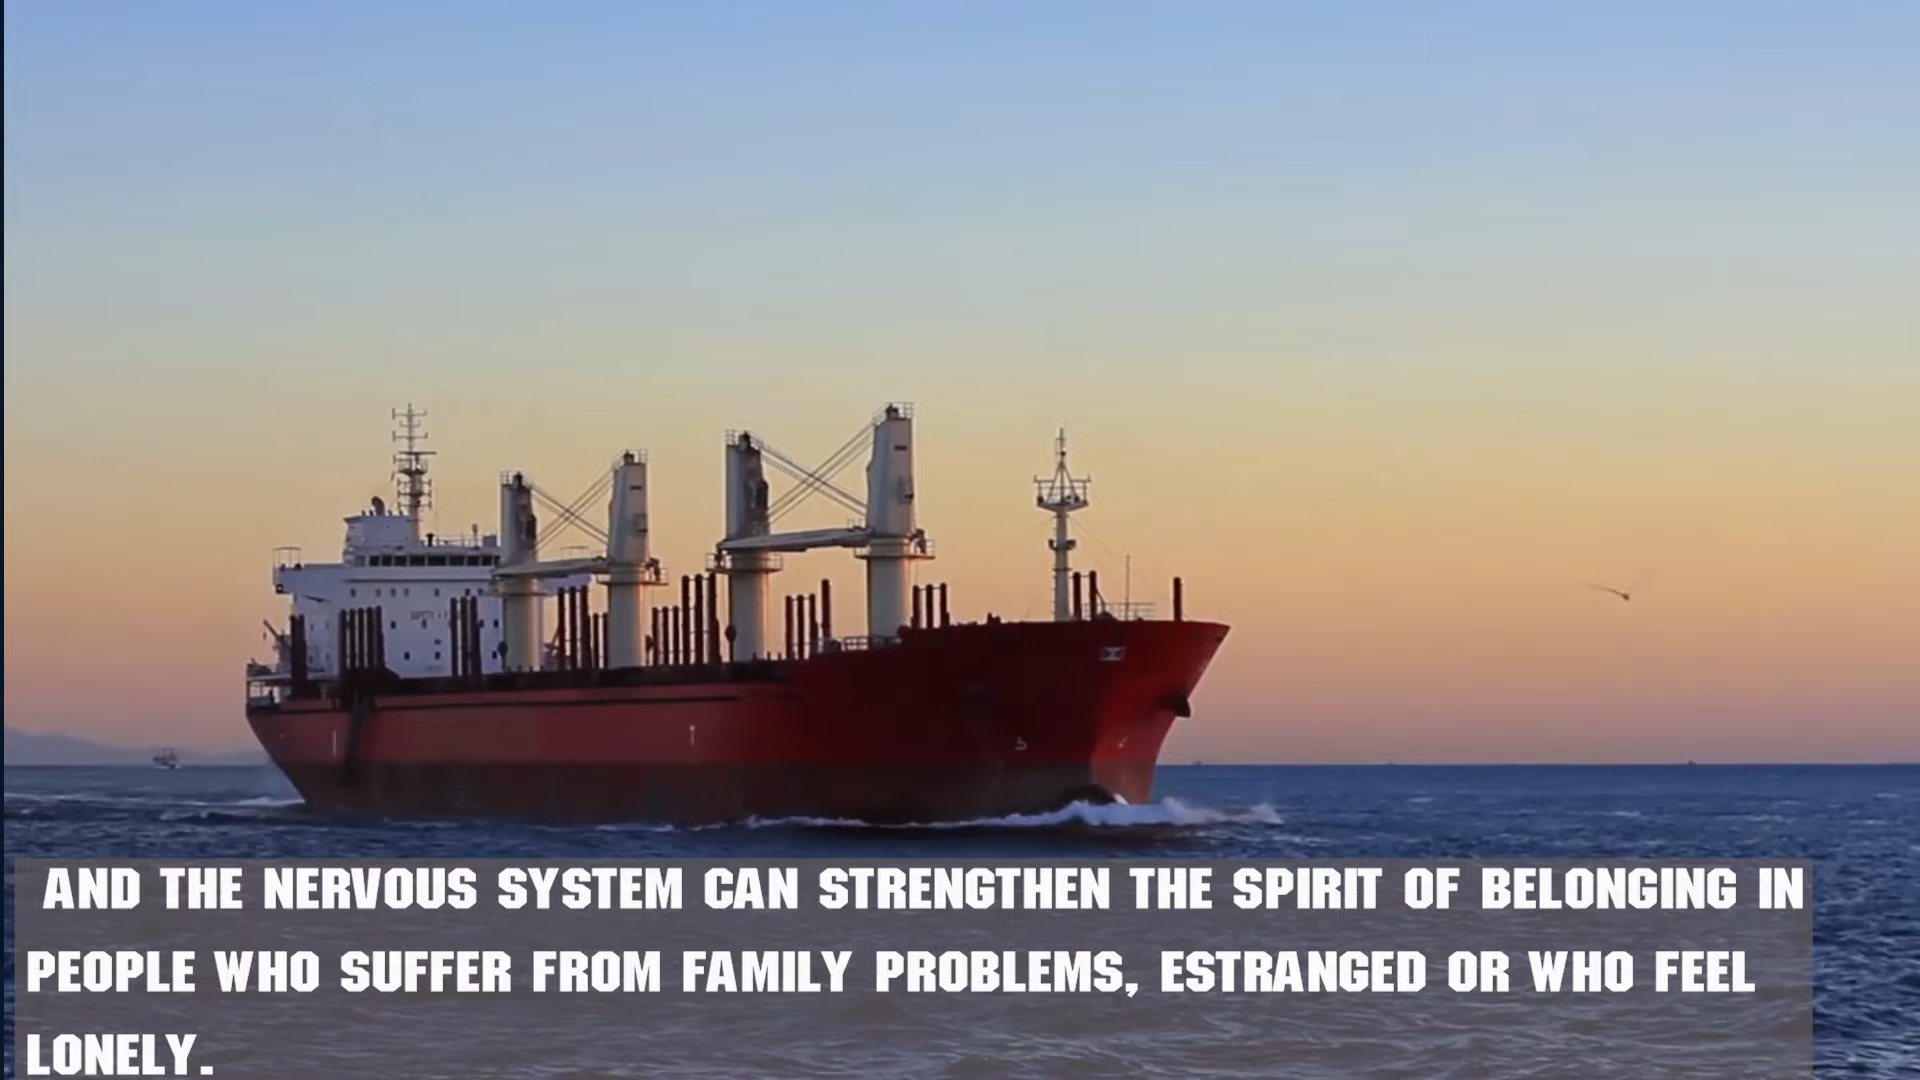 AND THE NERVOUS SYSTEM CAN STRENGTHEN THE SPIRIT OF BELONGING IN
PEOPLE WHO SUFFER FROM FAMILY PROBLEMS, ESTRANGED OR WHO FEEL
LONELY.